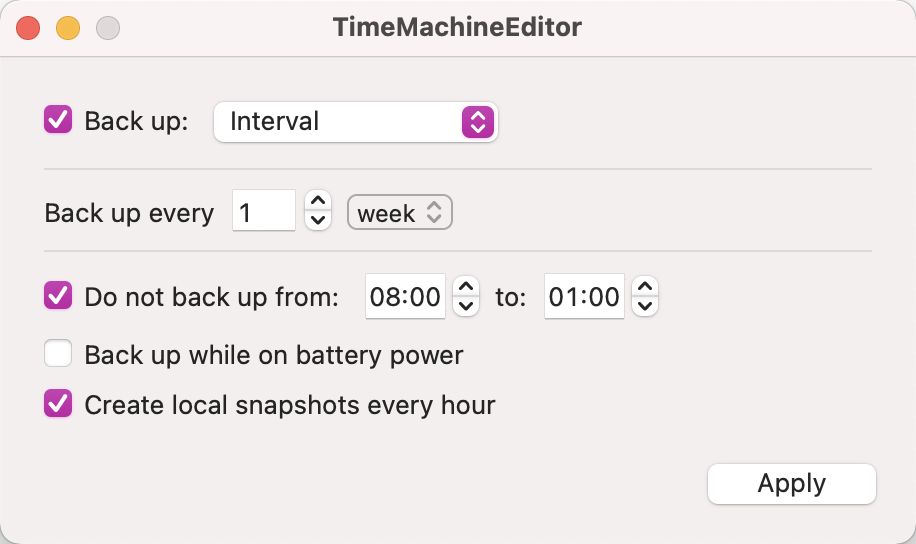 TimeMachineEditor
Back up: Interval
Back up every 1 week
Do not back up from: 08:00 to: 01:00
Back up while on battery power
Create local snapshots every hour
Apply